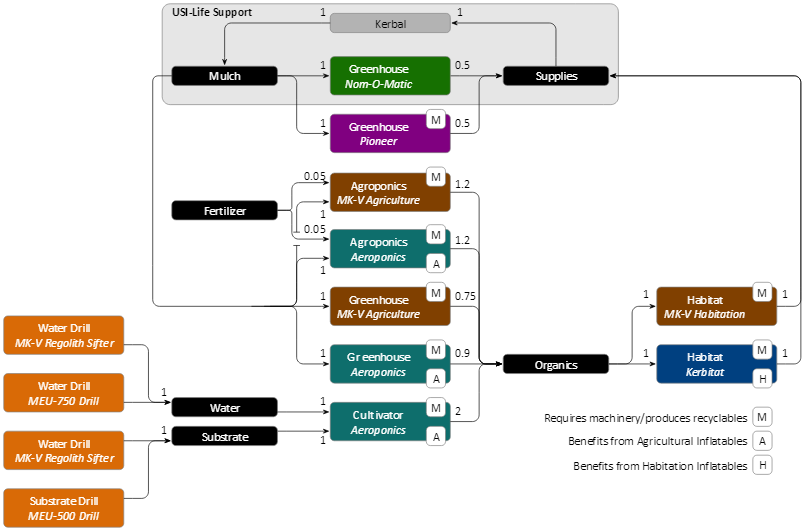 USI-Life Support
1
Kerbal
1
Mulch
1
Greenhouse
Nom-O-Matic
0.5
Supplies
1
Greenhouse
Pioneer
M
0.5
Fertilizer
0.05
1
Agroponics
MK-V Agriculture
M
1.2
0.05
1
Agroponics
Aeroponics
M
A
1.2
1
Greenhouse
MK-V Agriculture
M
0.75
1
Greenhouse
Aeroponics
M
A
0.9
Organics
1
Habitat
MK-V Habitation
M
1
1
Habitat
Kerbitat
M
H
1
Water Drill
MK-V Regolith Sifter
Water Drill
MEU-750 Drill
1
Water
1
Cultivator
Aeroponics
M
A
2
Water Drill
MK-V Regolith Sifter
1
Substrate
1
Substrate Drill
MEU-500 Drill
Requires machinery/produces recyclables M
Benefits from Agricultural Inflatables A
Benefits from Habitation Inflatables H